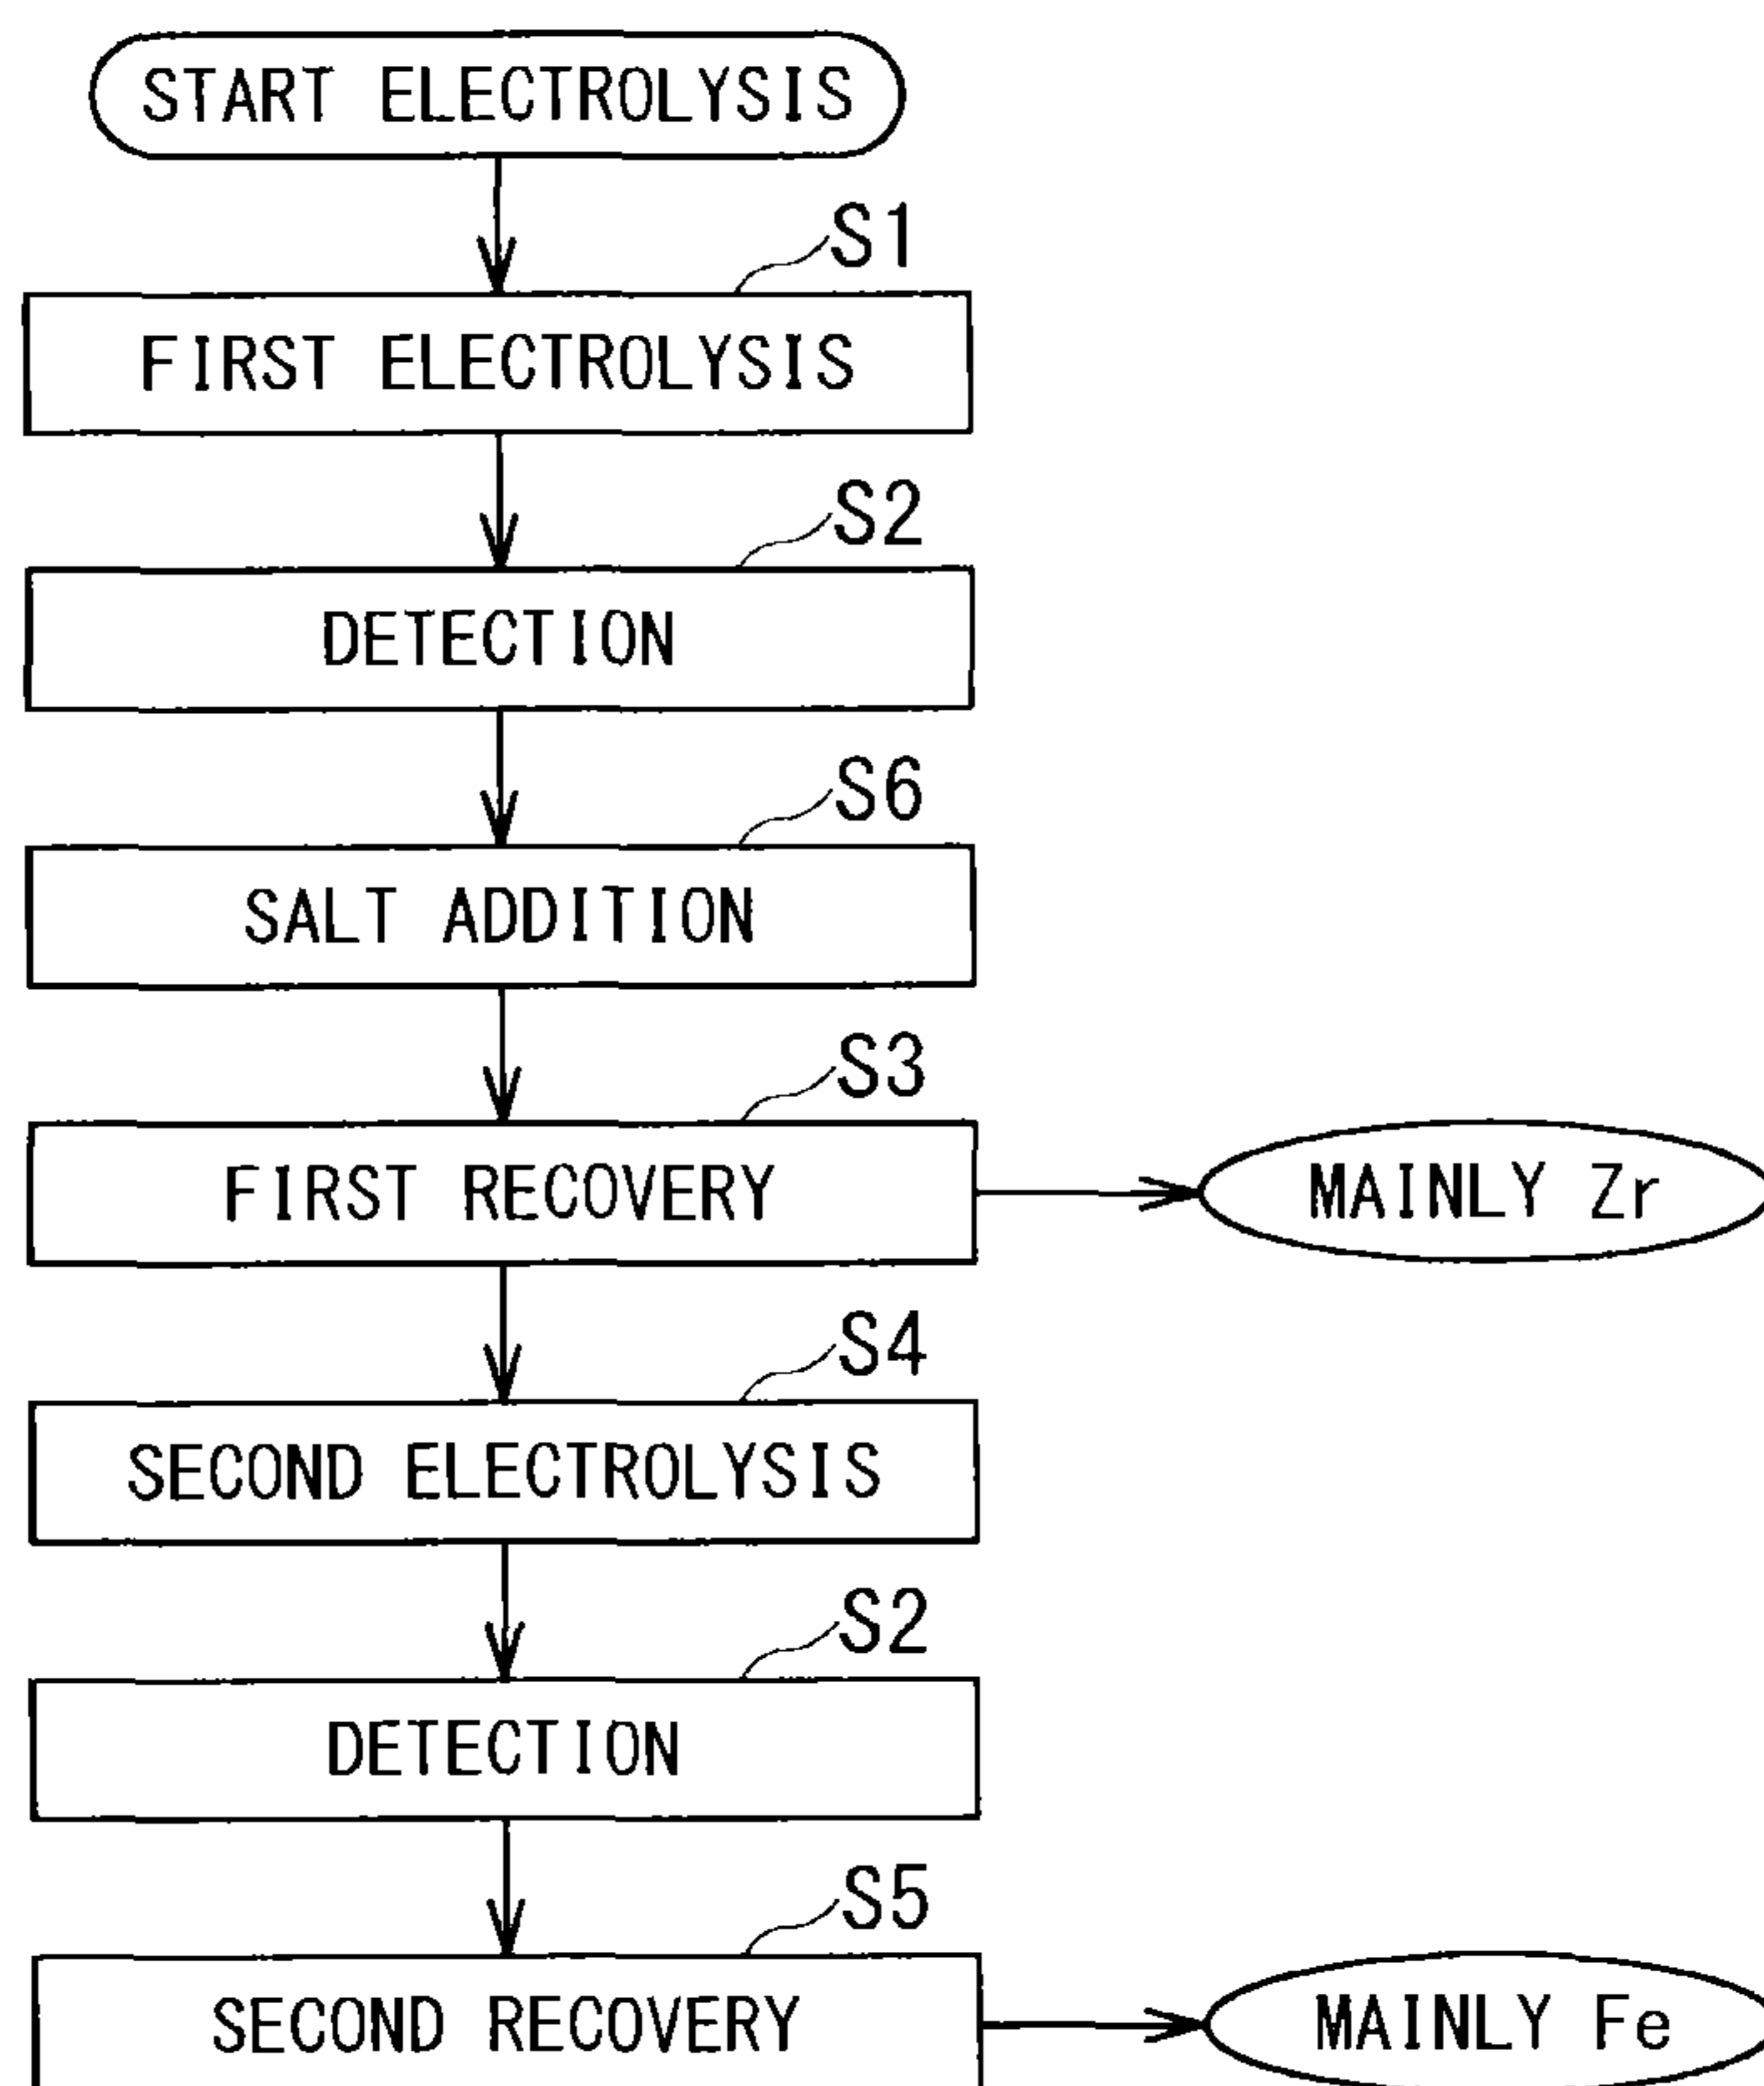 START ELECTROLYSIS
S1
FIRST ELECTROLYSIS
S2
DETECTION
S6
SALT ADDITION
S3
FIRST RECOVERY
MAINLY Zr
S4
SECOND ELECTROLYSIS
S2
DETECTION
S5
SECOND RECOVERY
MAINLY Fe